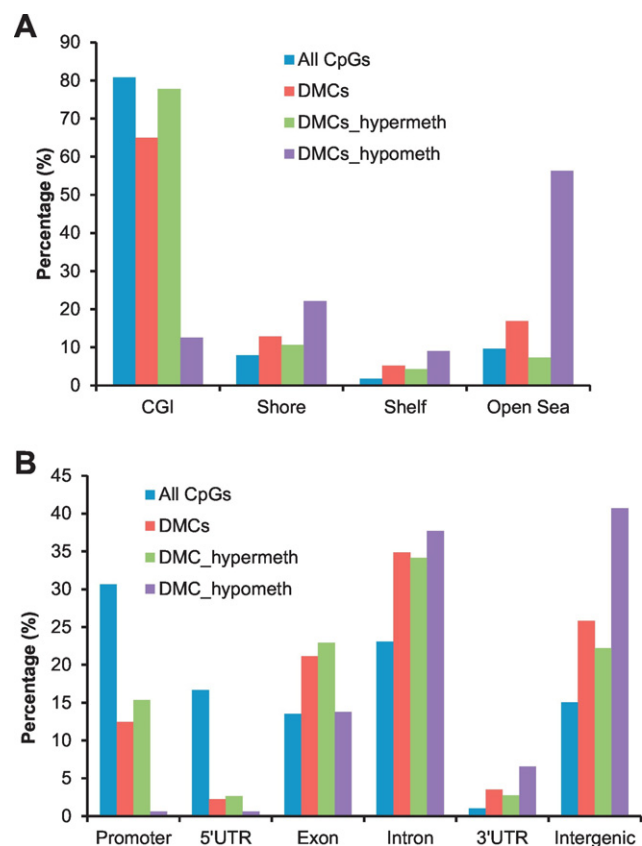 A
90
80
70
60
50
40
30
20
10
0
Percentage (%)
All CpGs
DMCs
DMCs_hypermeth
DMCs_hypometh
CGI Shore Shelf Open Sea
B
45
40
35
30
25
20
15
10
5
0
Percentage (%)
All CpGs
DMCs
DMC_hypermeth
DMC_hypometh
Promoter 5'UTR Exon Intron 3'UTR Intergenic